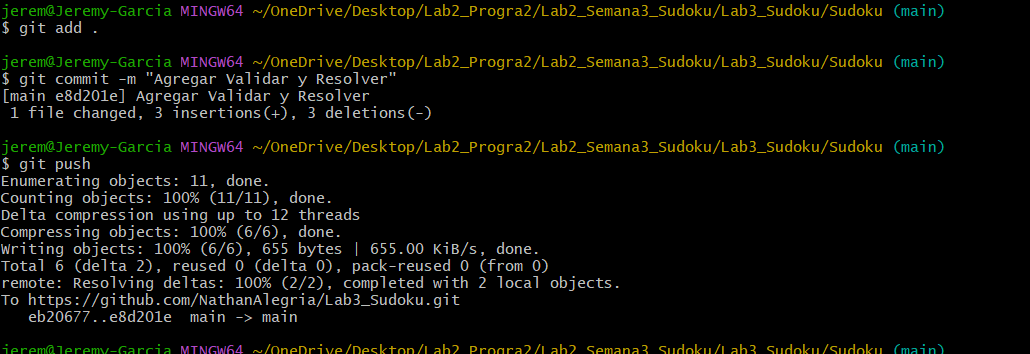 jerem@Jeremy-Garcia MINGW64 ~/OneDrive/Desktop/Lab2_Progra2/Lab2_Semana3_Sudoku/Lab3_Sudoku/Sudoku (main)
$ git add .
jerem@Jeremy-Garcia MINGW64 ~/OneDrive/Desktop/Lab2_Progra2/Lab2_Semana3_Sudoku/Lab3_Sudoku/Sudoku (main)
$ git commit -m "Agregar Validar y Resolver"
[main e8d201e] Agregar Validar y Resolver
 1 file changed, 3 insertions(+), 3 deletions(-)
jerem@Jeremy-Garcia MINGW64 ~/OneDrive/Desktop/Lab2_Progra2/Lab2_Semana3_Sudoku/Lab3_Sudoku/Sudoku (main)
$ git push
Enumerating objects: 11, done.
Counting objects: 100% (11/11), done.
Delta compression using up to 12 threads
Compressing objects: 100% (6/6), done.
Writing objects: 100% (6/6), 655 bytes | 655.00 KiB/s, done.
Total 6 (delta 2), reused 0 (delta 0), pack-reused 0 (from 0)
remote: Resolving deltas: 100% (2/2), completed with 2 local objects.
To https://github.com/NathanAlegria/Lab3_Sudoku.git
   eb20677..e8d201e  main -> main
jerem@Jeremy-Garcia MINGW64 ~/OneDrive/Desktop/Lab2_Progra2/Lab2_Semana3_Sudoku/Lab3_Sudoku/Sudoku (main)